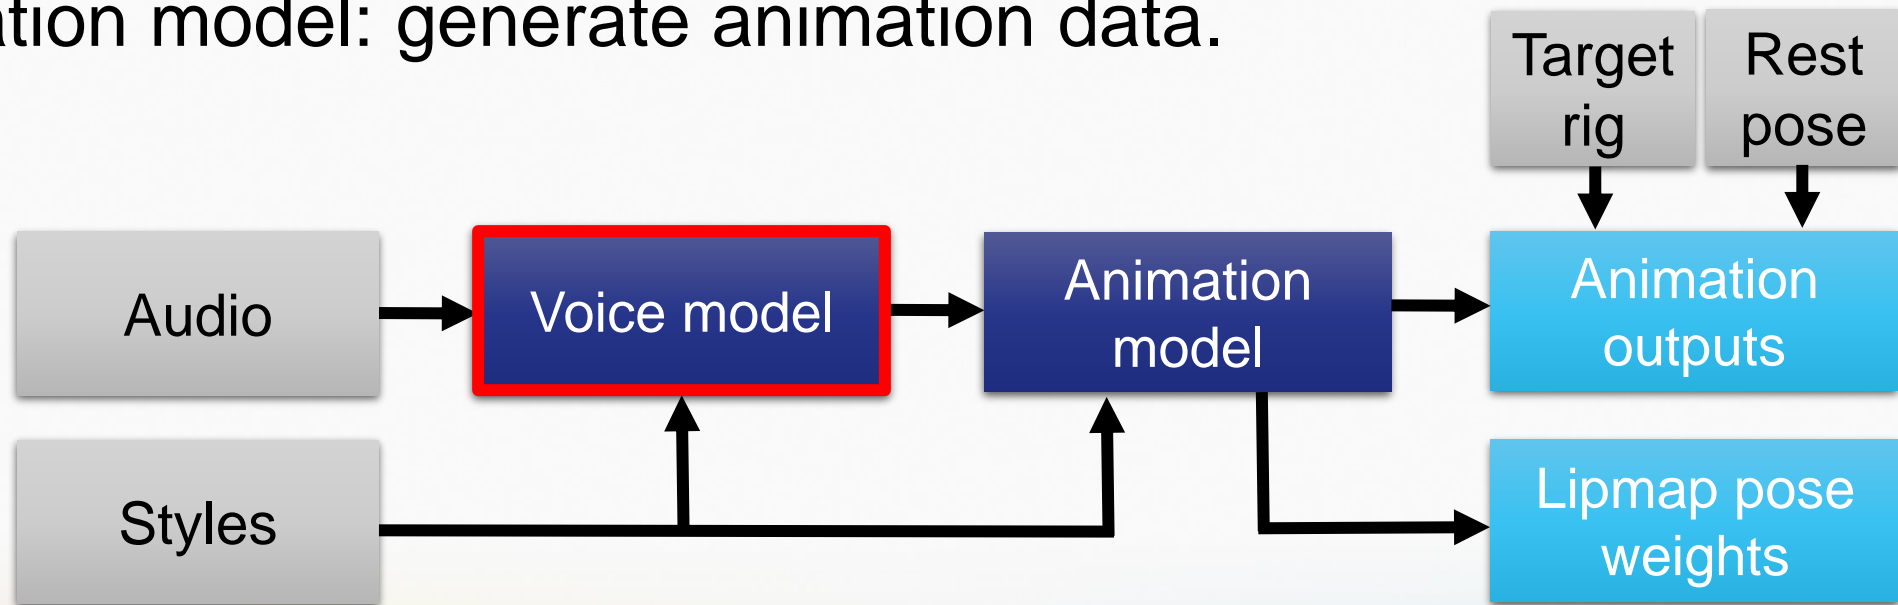 model: generate animation data.
Target
rig
Rest
pose
Audio
Voice model
Animation
model
Animation
outputs
Styles
Lipmap pose
weights